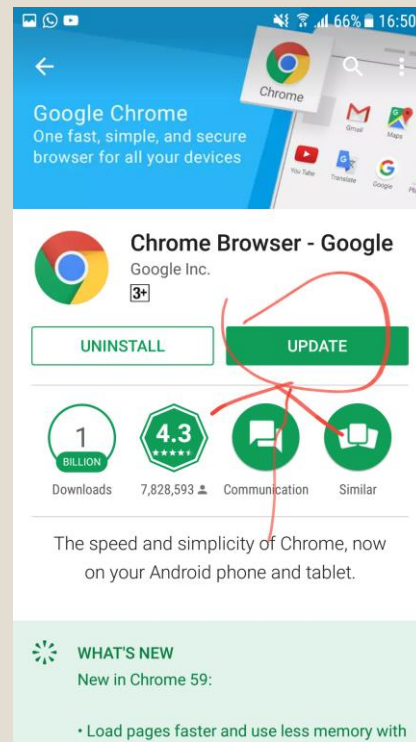 66% 16:50
Chrome
Gmail
Maps
You Tube
Translate
Google
Google Chrome
One fast, simple, and secure
browser for all your devices
Chrome Browser - Google
Google Inc.
3+
UNINSTALL
UPDATE
1
BILLION
4.3
Downloads
7,828,593
Communication
Similar
The speed and simplicity of Chrome, now
on your Android phone and tablet.
WHAT'S NEW
New in Chrome 59:
• Load pages faster and use less memory with